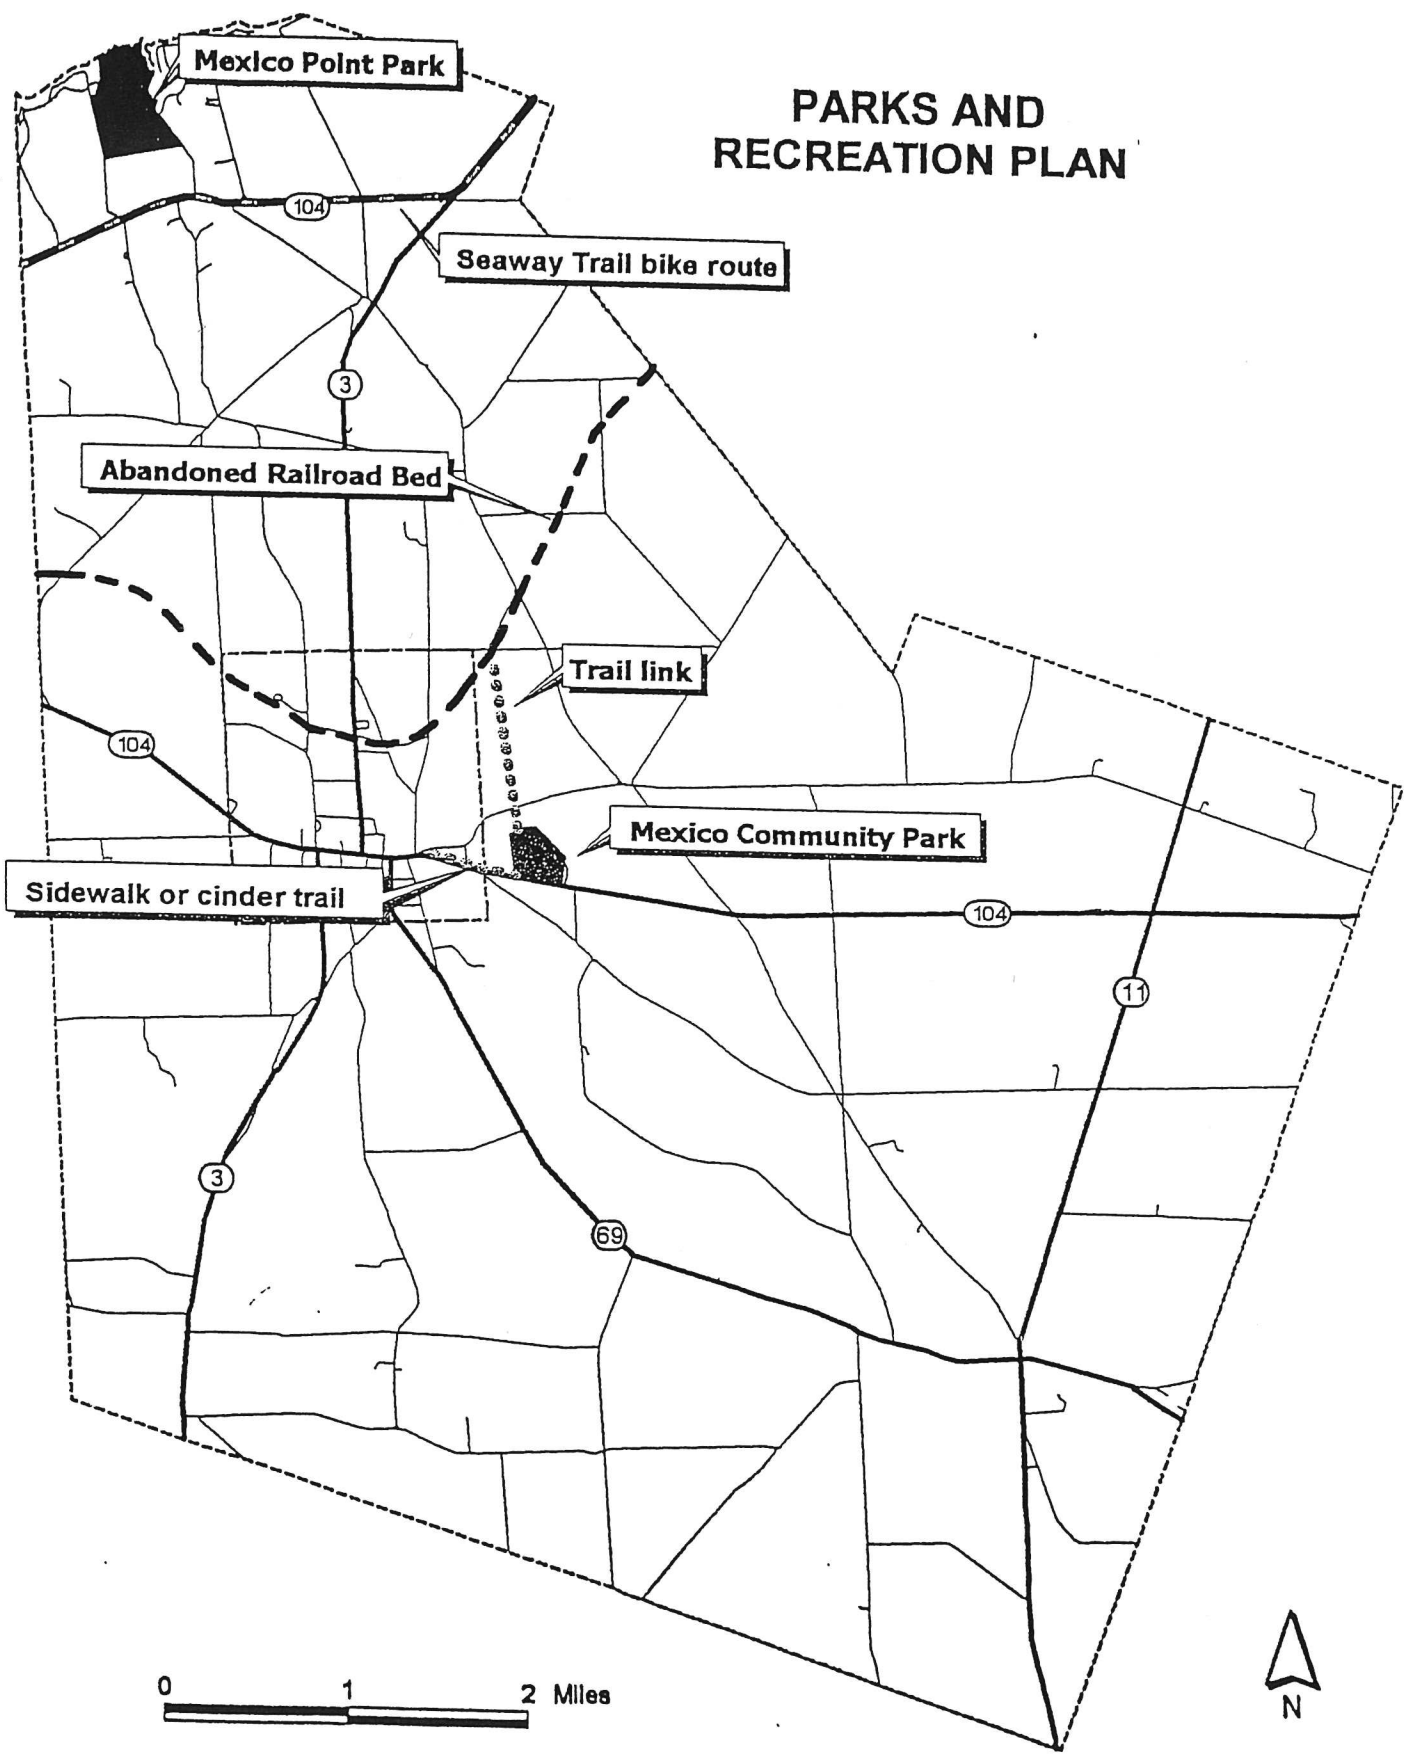 Mexico Point Park
PARKS AND
RECREATION PLAN
104
Seaway Trail bike route
3
Abandoned Railroad Bed
Trail link
104
Mexico Community Park
Sidewalk or cinder trail
104
11
3
69
0 1 2 Miles
N